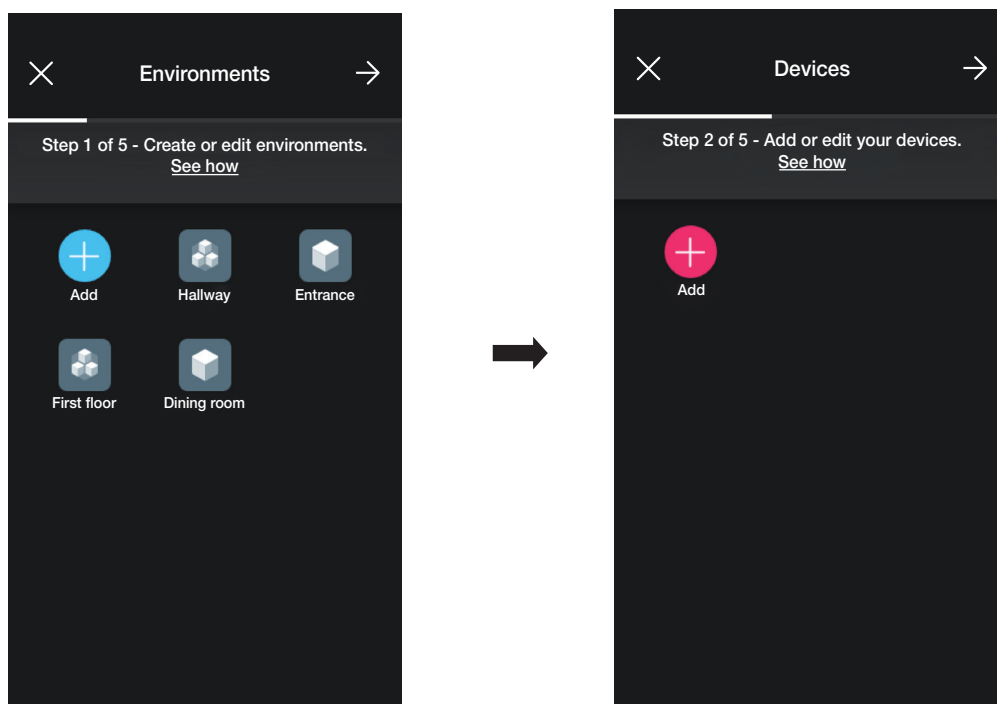 Environments
Step 1 of 5 - Create or edit environments.
See how
Add
Hallway
Entrance
First floor
Dining room
Devices
Step 2 of 5 - Add or edit your devices.
See how
Add